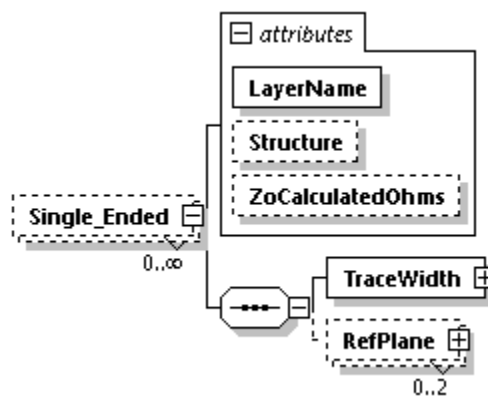 attributes
LayerName
Structure
ZoCalculatedOhms
Single_Ended
0..∞
TraceWidth
RefPlane
0..2